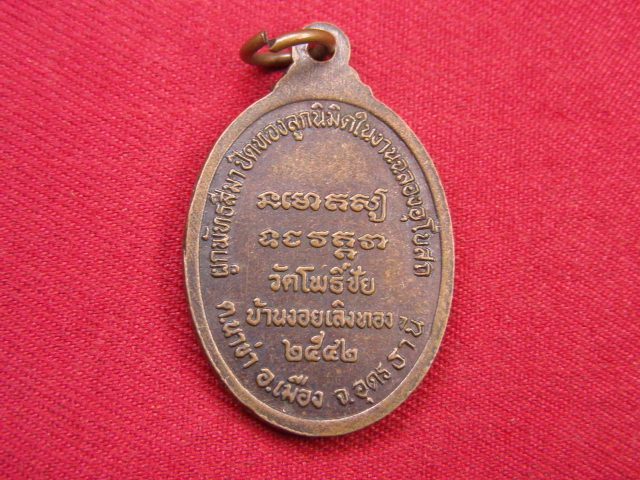 ผูกพัทธสีมา ปิดทองลูกนิมิตในงานฉลองอุโบสถ
วัดโพธิ์ชัย
บ้านงอยเลิงทอง
๒๕๔๒
ต.นาข่า อ.เมือง จ.อุดรธานี